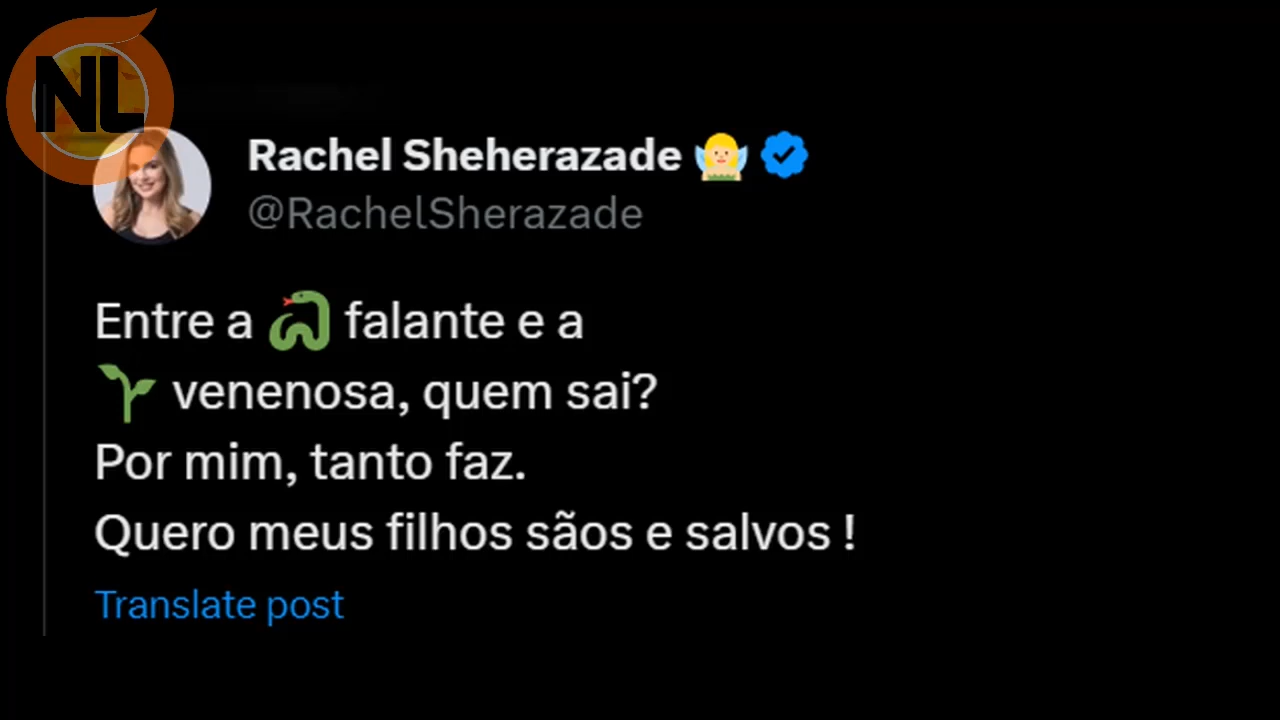 NL
Rachel Sheherazade 🧚🏼
@RachelSherazade
Entre a 🐍 falante e a
🌱 venenosa, quem sai?
Por mim, tanto faz.
Quero meus filhos sãos e salvos !
Translate post